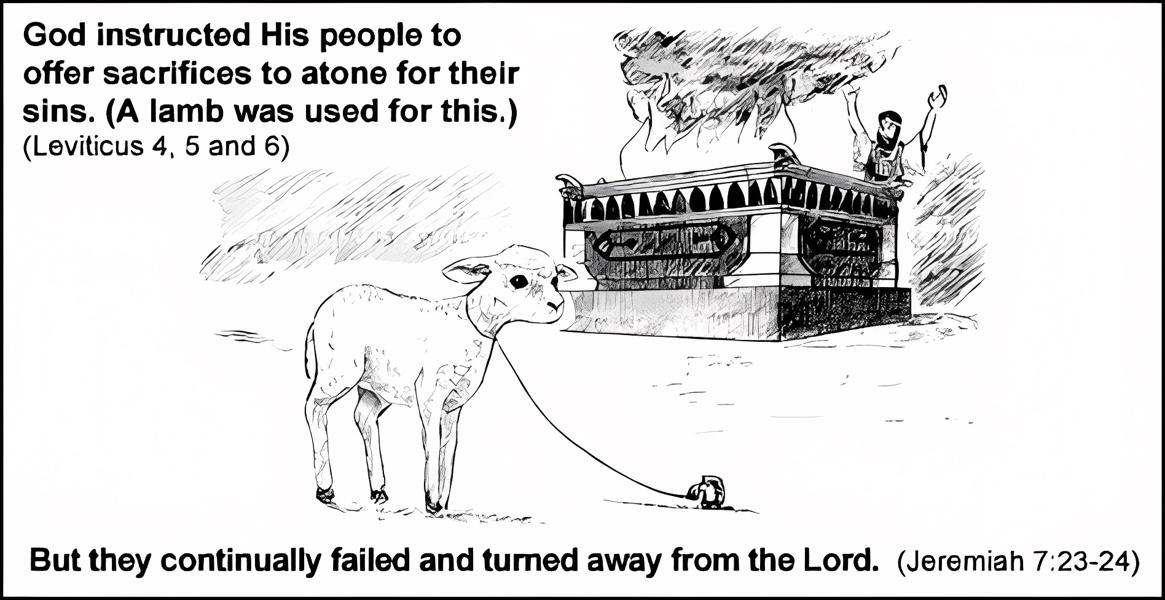 God instructed His people to
offer sacrifices to atone for their
sins. (A lamb was used for this.)
(Leviticus 4, 5 and 6)
But they continually failed and turned away from the Lord. (Jeremiah 7:23-24)